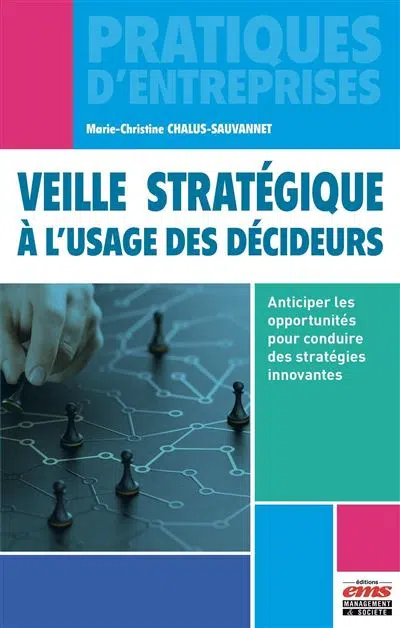 PRATIQUES
D'ENTREPRISES
Marie-Christine CHALUS-SAUVANNET
VEILLE STRATÉGIQUE
À L'USAGE DES DÉCIDEURS
Anticiper les
opportunités
pour conduire
des stratégies
innovantes
éditions
ems
MANAGEMENT
& SOCIÉTÉ